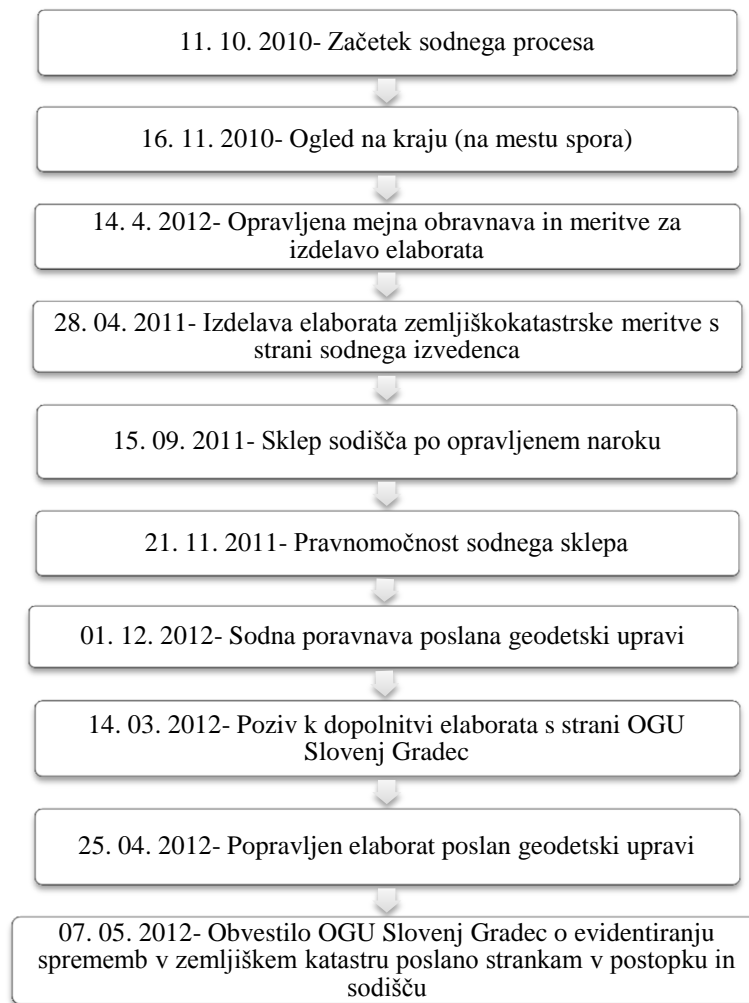 11. 10. 2010- Začetek sodnega procesa
16. 11. 2010- Ogled na kraju (na mestu spora)
14. 4. 2012- Opravljena mejna obravnava in meritve za
izdelavo elaborata
28. 04. 2011- Izdelava elaborata zemljiškokatastrske meritve s
strani sodnega izvedenca
15. 09. 2011- Sklep sodišča po opravljenem naroku
21. 11. 2011- Pravnomočnost sodnega sklepa
01. 12. 2012- Sodna poravnava poslana geodetski upravi
14. 03. 2012- Poziv k dopolnitvi elaborata s strani OGU
Slovenj Gradec
25. 04. 2012- Popravljen elaborat poslan geodetski upravi
07. 05. 2012- Obvestilo OGU Slovenj Gradec o evidentiranju
sprememb v zemljiškem katastru poslano strankam v postopku in
sodišču